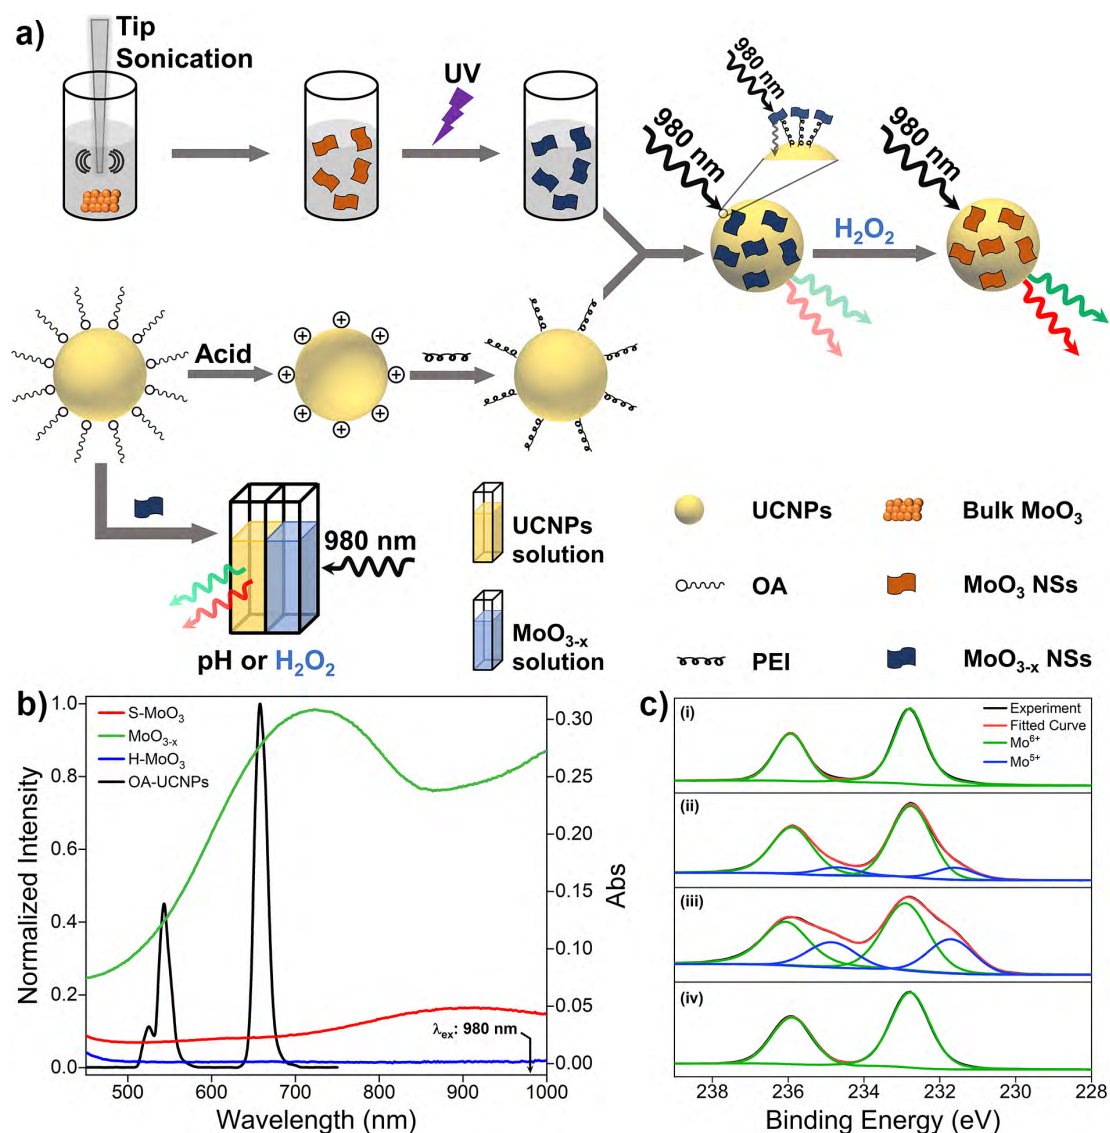 a)
Tip
Sonication
UV
980 nm
980 nm
980 nm
H₂O₂
Acid
980 nm
pH or H₂O₂
UCNPs
solution
MoO₃₋ₓ
solution
UCNPs
Bulk MoO₃
OA
MoO₃ NSs
PEI
MoO₃₋ₓ NSs
b)
S-MoO₃
MoO₃₋ₓ
H-MoO₃
OA-UCNPs
λₑₓ: 980 nm
1.0
0.8
0.6
0.4
0.2
0.0
Normalized Intensity
0.30
0.25
0.20
0.15
0.10
0.05
0.00
Abs
500 600 700 800 900 1000
Wavelength (nm)
c)
Experiment
Fitted Curve
Mo⁶⁺
Mo⁵⁺
(i)
(ii)
(iii)
(iv)
238 236 234 232 230 228
Binding Energy (eV)